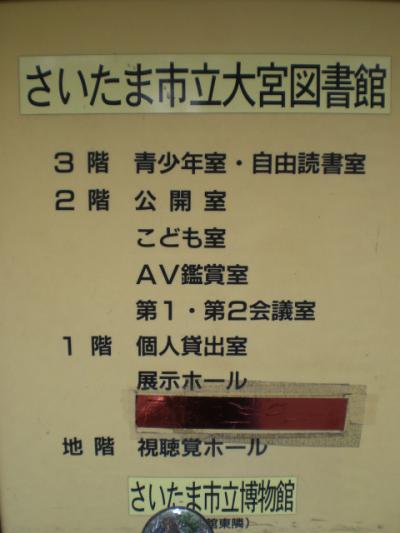 さいたま市立大宮図書館
3階 青少年室・自由読書室
2階 公開室
こども室
AV鑑賞室
第1・第2会議室
1階 個人貸出室
展示ホール
地階 視聴覚ホール
さいたま市立博物館
館東隣）